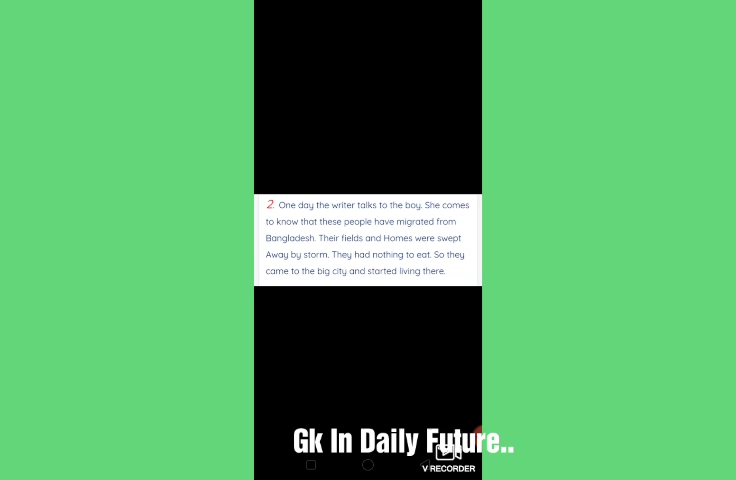 2. One day the writer talks to the boy. She comes
to know that these people have migrated from
Bangladesh. Their fields and Homes were swept
Away by storm. They had nothing to eat. So they
came to the big city and started living there.
Gk In Daily Future..
V RECORDER